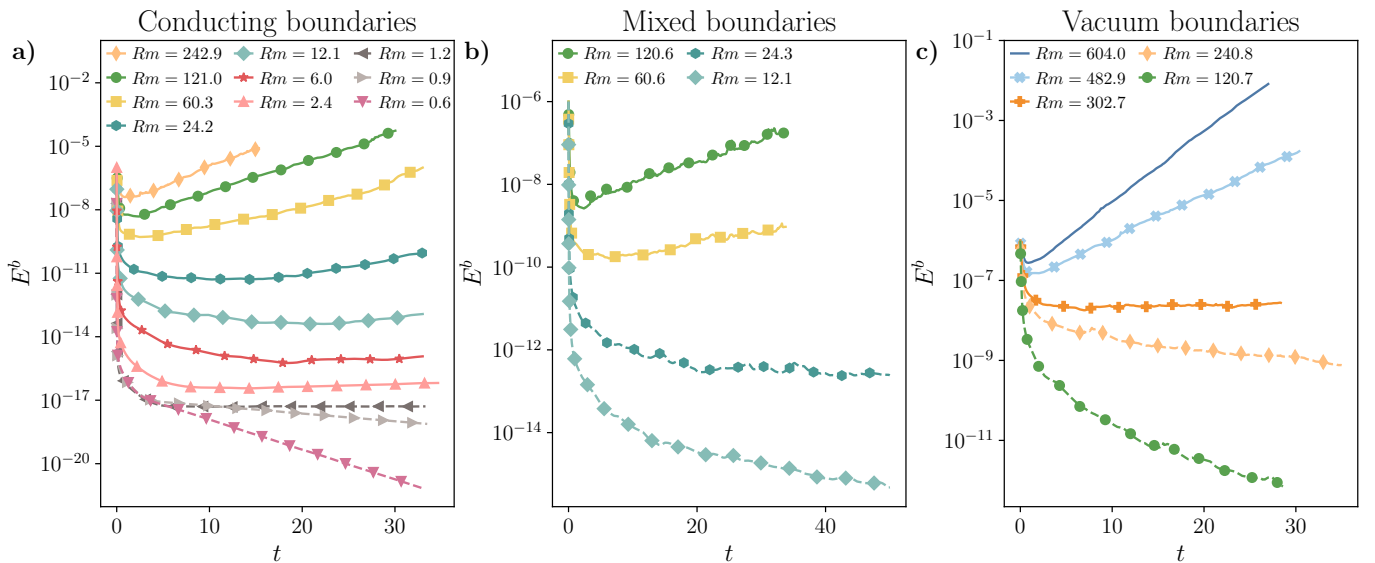 Conducting boundaries
a)
Rm = 242.9
Rm = 121.0
Rm = 60.3
Rm = 24.2
Rm = 12.1
Rm = 6.0
Rm = 2.4
Rm = 1.2
Rm = 0.9
Rm = 0.6
10^{-2}
10^{-5}
10^{-8}
10^{-11}
10^{-14}
10^{-17}
10^{-20}
E^b
0 10 20 30
t
Mixed boundaries
b)
Rm = 120.6
Rm = 60.6
Rm = 24.3
Rm = 12.1
10^{-6}
10^{-8}
10^{-10}
10^{-12}
10^{-14}
E^b
0 20 40
t
Vacuum boundaries
c)
Rm = 604.0
Rm = 482.9
Rm = 302.7
Rm = 240.8
Rm = 120.7
10^{-1}
10^{-3}
10^{-5}
10^{-7}
10^{-9}
10^{-11}
E^b
0 10 20 30
t